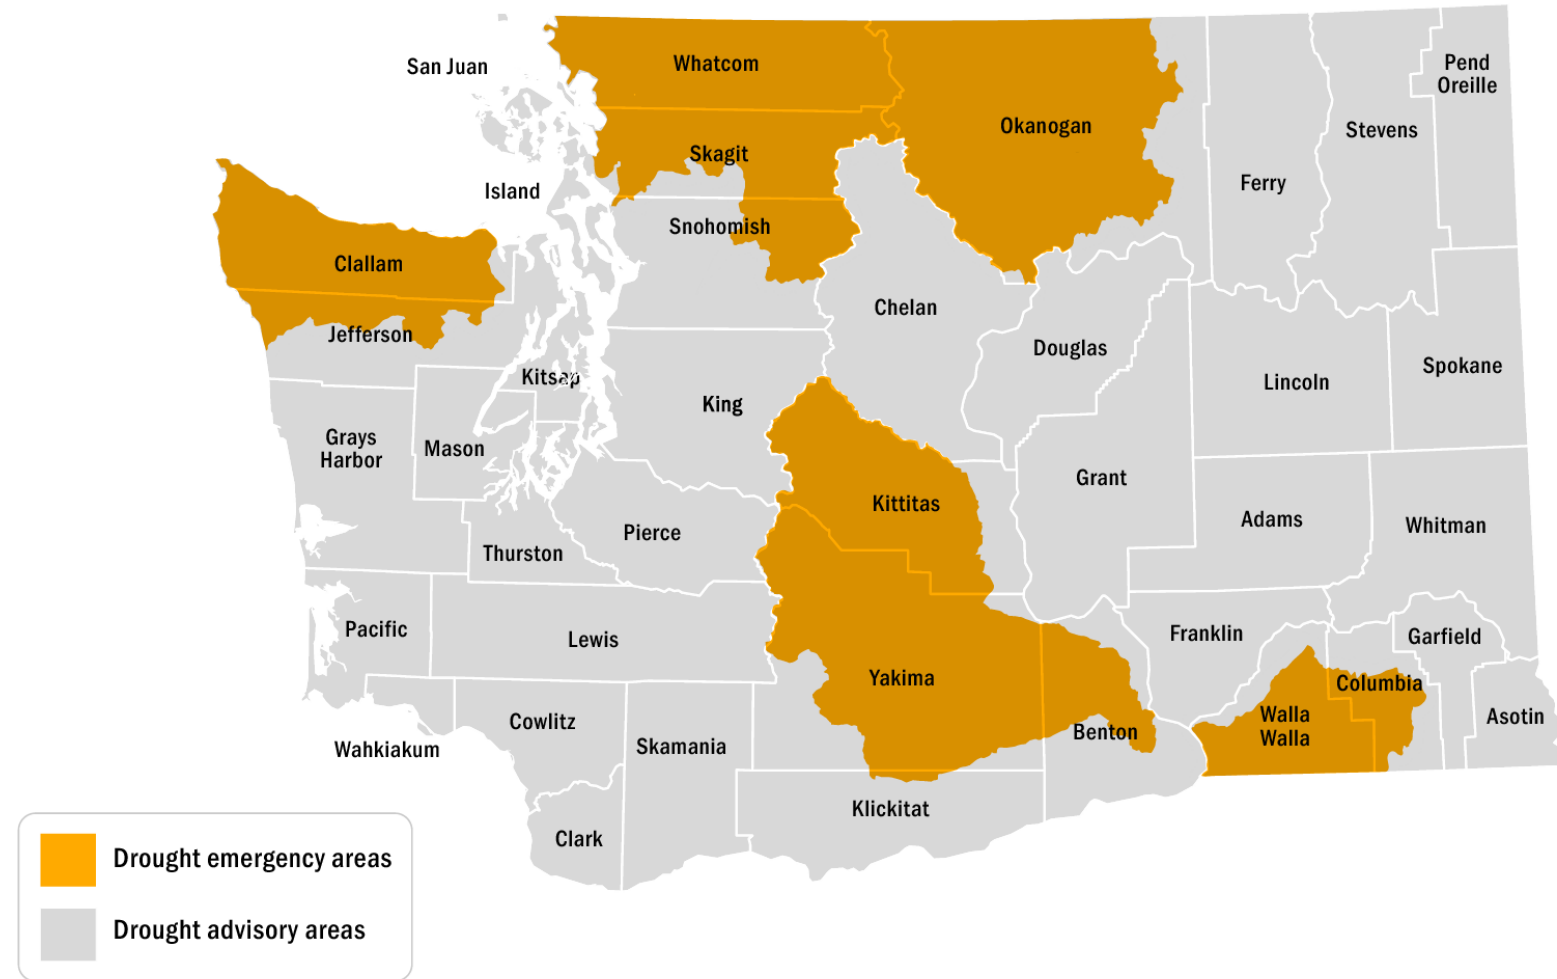 San Juan
Whatcom
Okanogan
Pend
Oreille
Stevens
Skagit
Ferry
Island
Snohomish
Clallam
Chelan
Jefferson
Douglas
Kitsap
King
Lincoln
Spokane
Grays
Harbor
Mason
Kittitas
Grant
Adams
Whitman
Pierce
Thurston
Pacific
Lewis
Franklin
Garfield
Yakima
Columbia
Walla
Walla
Asotin
Cowlitz
Benton
Skamania
Wahkiakum
Klickitat
Clark
Drought emergency areas
Drought advisory areas